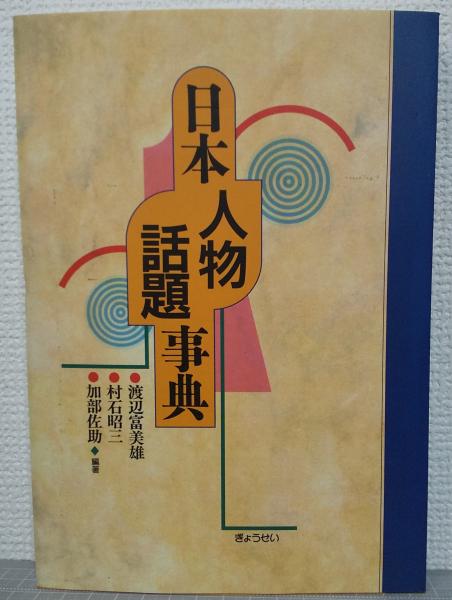 日本
人物
話題
事典
渡辺富美雄
村石昭三
加部佐助◆編著
ぎょうせい